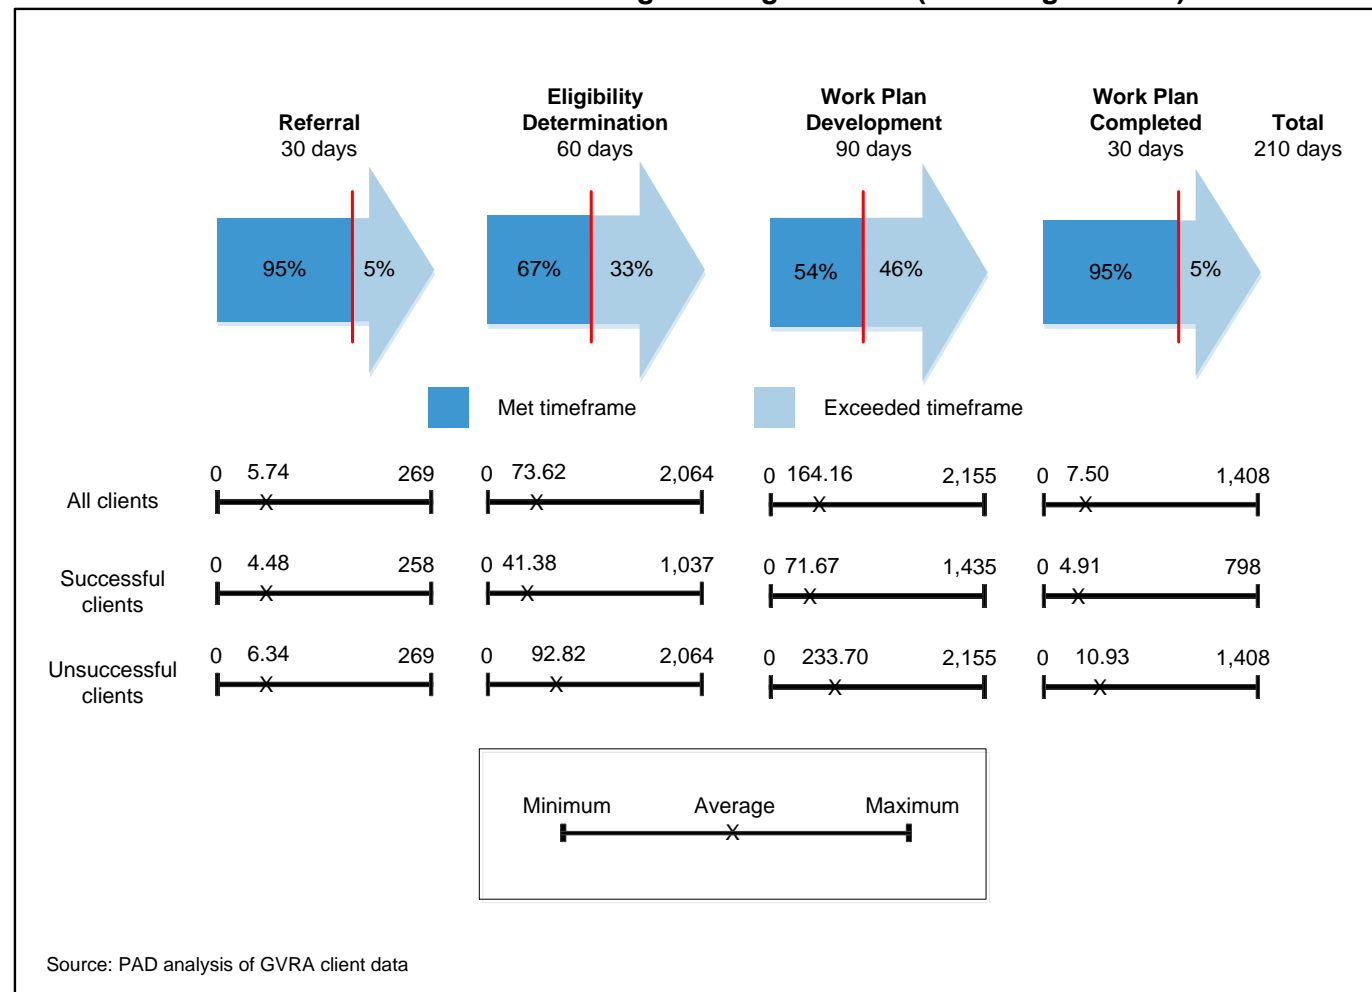 Referral
30 days
Eligibility
Determination
60 days
Work Plan
Development
90 days
Work Plan
Completed
30 days
Total
210 days
95% 5%
67% 33%
54% 46%
95% 5%
Met timeframe
Exceeded timeframe
All clients
0 5.74 269
0 73.62 2,064
0 164.16 2,155
0 7.50 1,408
Successful
clients
0 4.48 258
0 41.38 1,037
0 71.67 1,435
0 4.91 798
Unsuccessful
clients
0 6.34 269
0 92.82 2,064
0 233.70 2,155
0 10.93 1,408
Minimum Average Maximum
Source: PAD analysis of GVRA client data